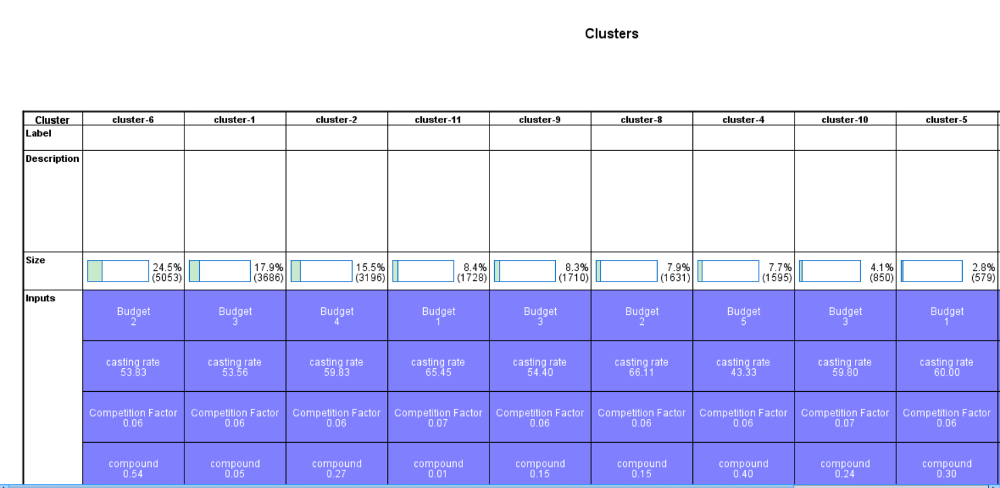 Clusters
Cluster cluster-6 cluster-1 cluster-2 cluster-11 cluster-9 cluster-8 cluster-4 cluster-10 cluster-5
Label
Description
Size 24.5% 17.9% 15.5% 8.4% 8.3% 7.9% 7.7% 4.1% 2.8%
(5053) (3686) (3196) (1728) (1710) (1631) (1595) (850) (579)
Inputs
Budget Budget Budget Budget Budget Budget Budget Budget Budget
2 3 4 1 3 2 5 3 1
casting rate casting rate casting rate casting rate casting rate casting rate casting rate casting rate casting rate
53.83 53.56 59.83 65.45 54.40 66.11 43.33 59.80 60.00
Competition Factor Competition Factor Competition Factor Competition Factor Competition Factor Competition Factor Competition Factor Competition Factor Competition Factor
0.06 0.06 0.06 0.07 0.06 0.06 0.06 0.07 0.06
compound compound compound compound compound compound compound compound compound
0.54 0.05 0.27 0.01 0.15 0.15 0.40 0.24 0.30